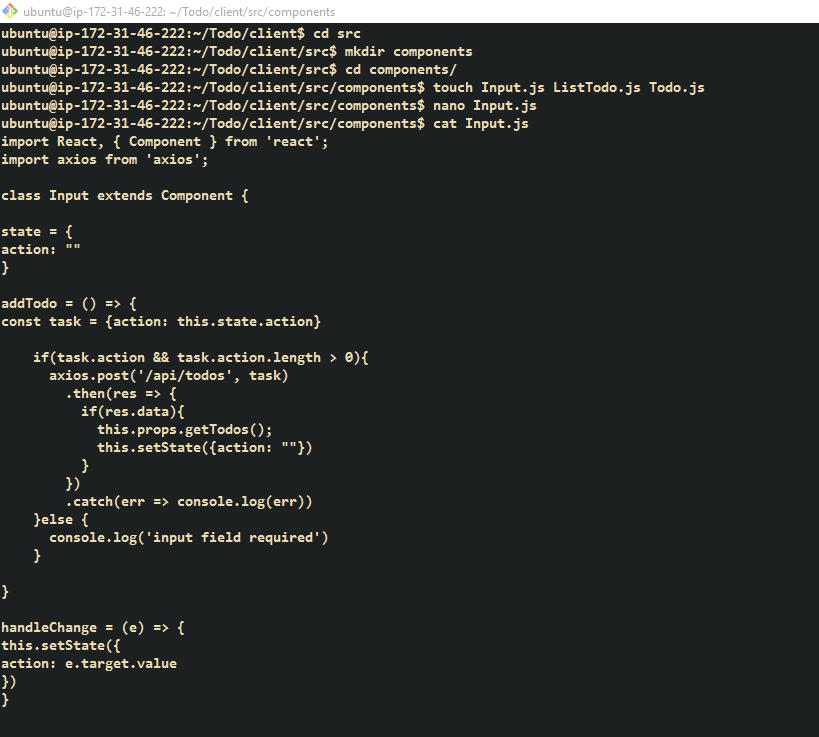 ubuntu@ip-172-31-46-222: ~/Todo/client/src/components
ubuntu@ip-172-31-46-222:~/Todo/client$ cd src
ubuntu@ip-172-31-46-222:~/Todo/client/src$ mkdir components
ubuntu@ip-172-31-46-222:~/Todo/client/src$ cd components/
ubuntu@ip-172-31-46-222:~/Todo/client/src/components$ touch Input.js ListTodo.js Todo.js
ubuntu@ip-172-31-46-222:~/Todo/client/src/components$ nano Input.js
ubuntu@ip-172-31-46-222:~/Todo/client/src/components$ cat Input.js
import React, { Component } from 'react';
import axios from 'axios';

class Input extends Component {

state = {
action: ""
}

addTodo = () => {
const task = {action: this.state.action}

    if(task.action && task.action.length > 0){
      axios.post('/api/todos', task)
        .then(res => {
          if(res.data){
            this.props.getTodos();
            this.setState({action: ""})
          }
        })
        .catch(err => console.log(err))
    }else {
      console.log('input field required')
    }

}

handleChange = (e) => {
this.setState({
action: e.target.value
})
}